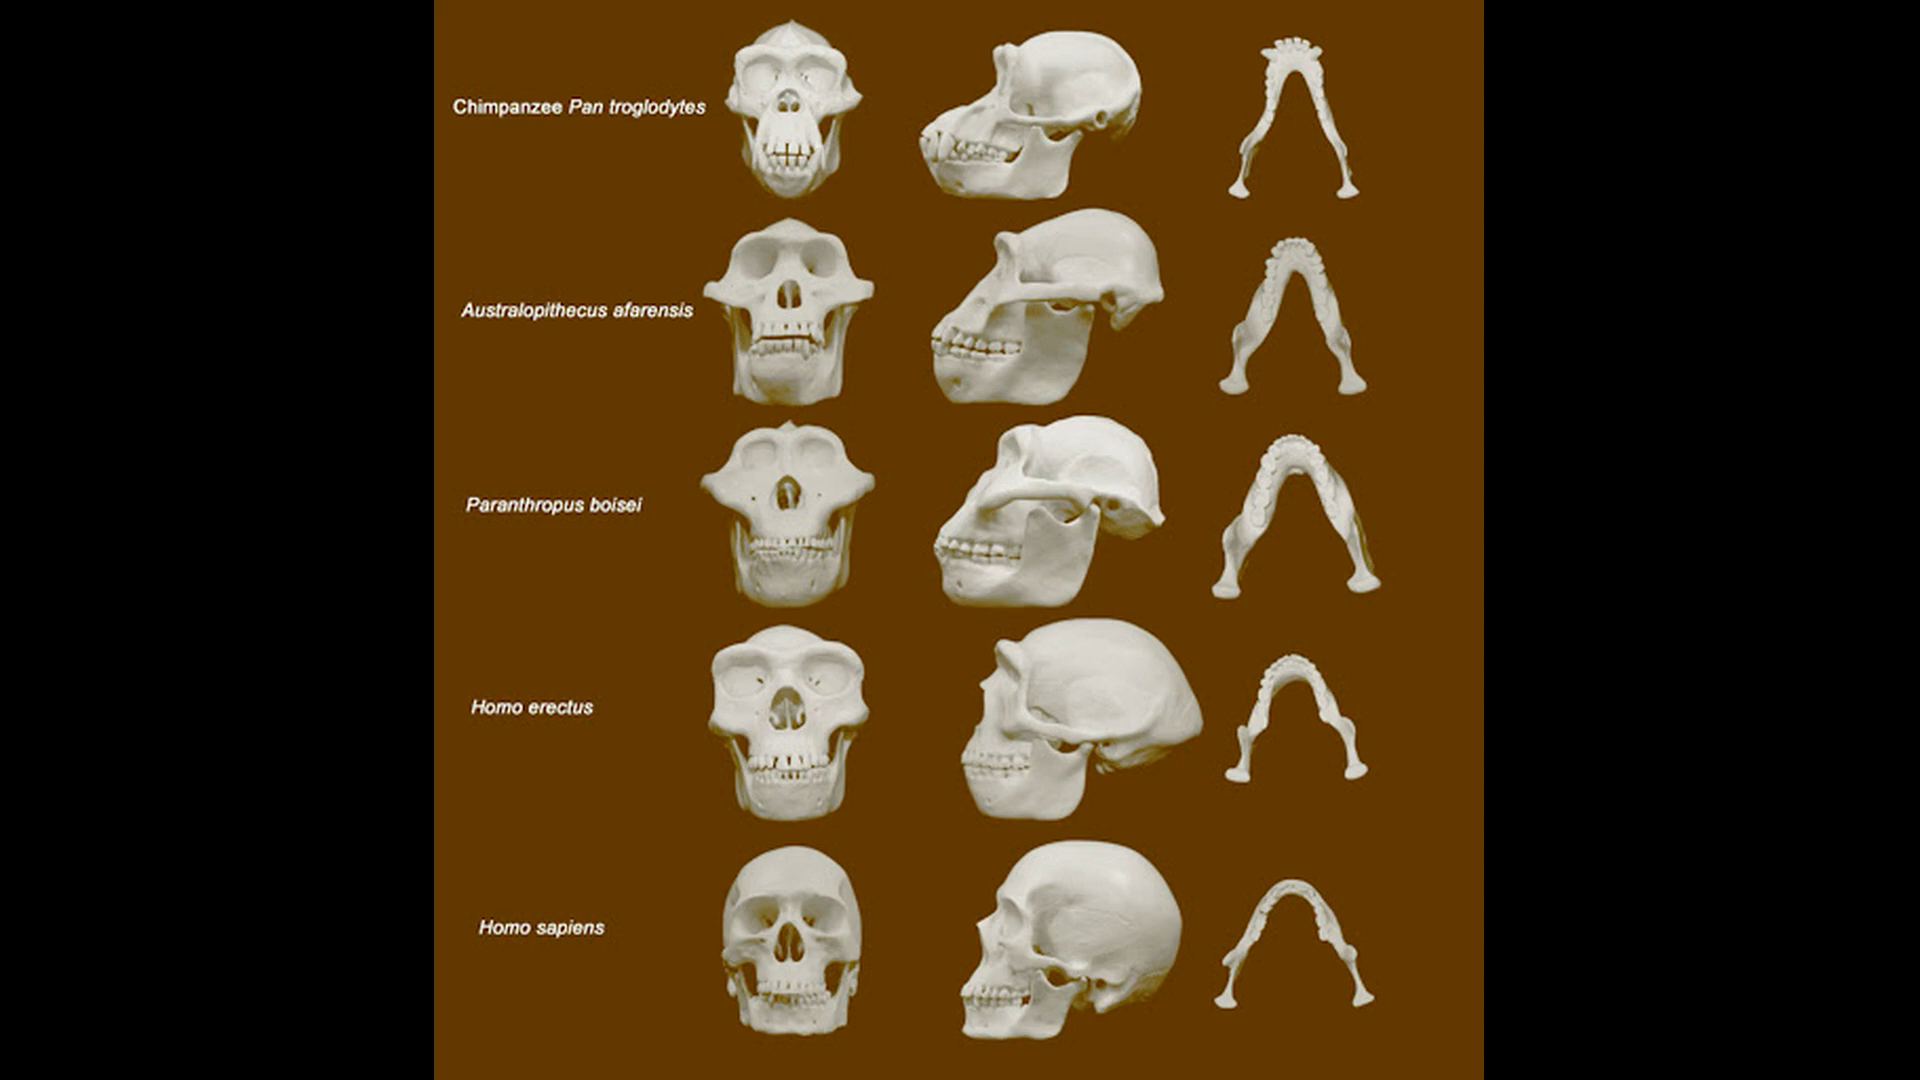 Chimpanzee Pan troglodytes
Australopithecus afarensis
Paranthropus boisei
Homo erectus
Homo sapiens